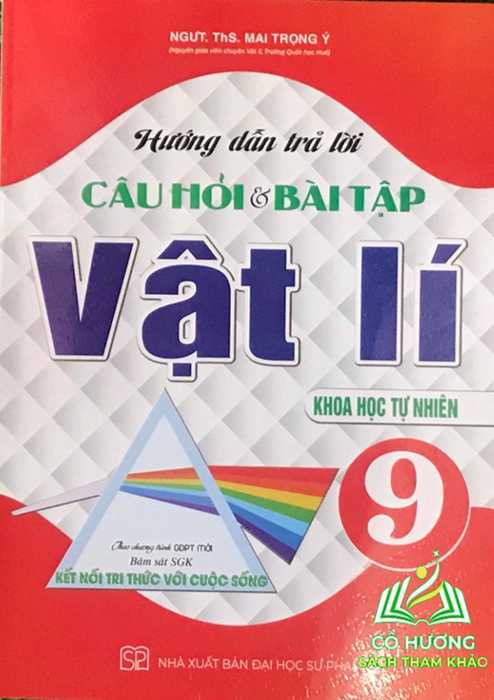 NGƯT. ThS. MAI TRỌNG Ý
(Nguyên giáo viên chuyên Vật lí, Trường Quốc học Huế)
Hướng dẫn trả lời
CÂU HỎI & BÀI TẬP
Vật lí
KHOA HỌC TỰ NHIÊN
9
Theo chương trình GDPT MỚI
Bám sát SGK
KẾT NỐI TRI THỨC VỚI CUỘC SỐNG
CÔ HƯƠNG
SÁCH THAM KHẢO
SP
NHÀ XUẤT BẢN ĐẠI HỌC SƯ